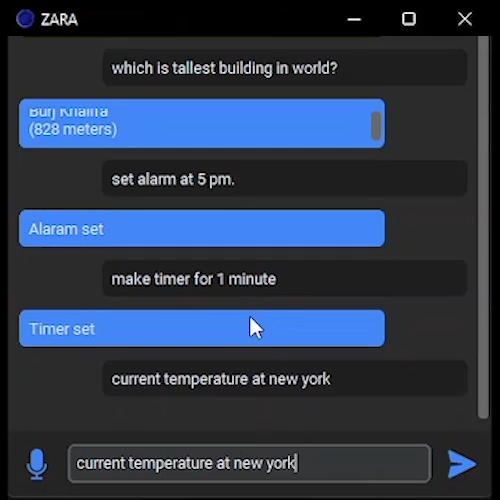 ZARA
which is tallest building in world?
Burj Khalifa
(828 meters)
set alarm at 5 pm.
Alaram set
make timer for 1 minute
Timer set
current temperature at new york
current temperature at new york